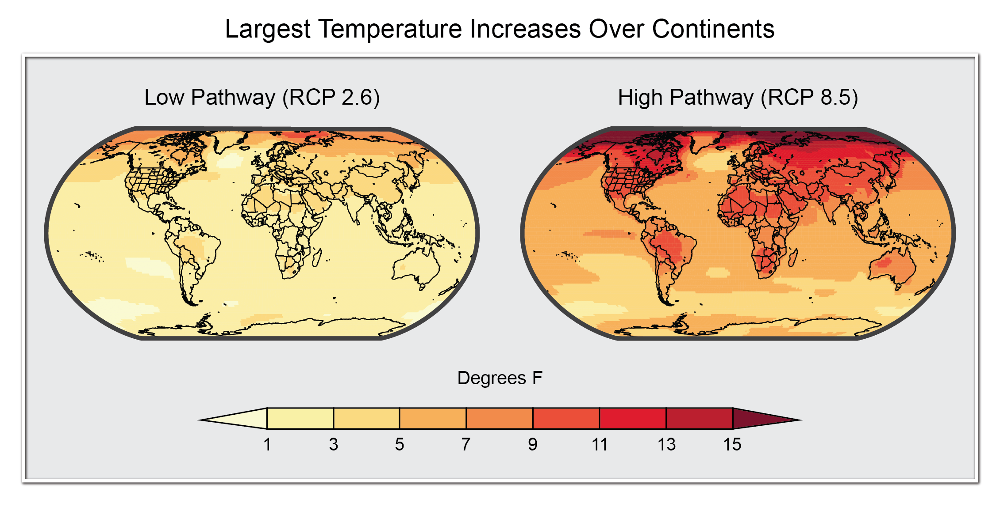 Largest Temperature Increases Over Continents
Low Pathway (RCP 2.6)
High Pathway (RCP 8.5)
Degrees F
1 3 5 7 9 11 13 15